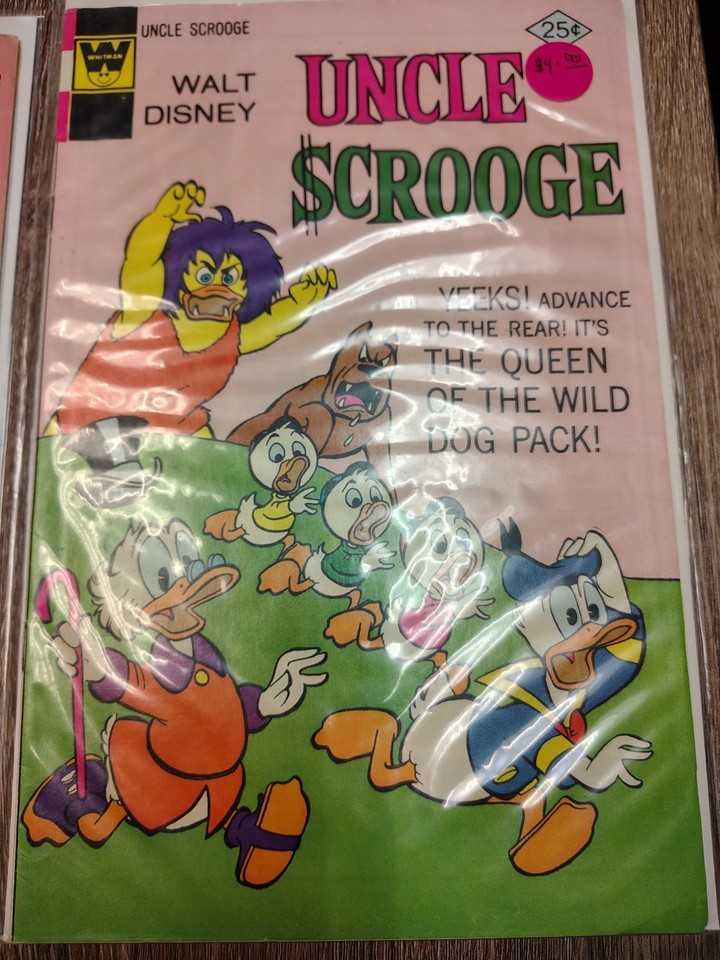 UNCLE SCROOGE
WHITMAN
WALT
DISNEY
25¢
$4.00
UNCLE
$CROOGE
YEEKS! ADVANCE
TO THE REAR! IT'S
THE QUEEN
OF THE WILD
DOG PACK!